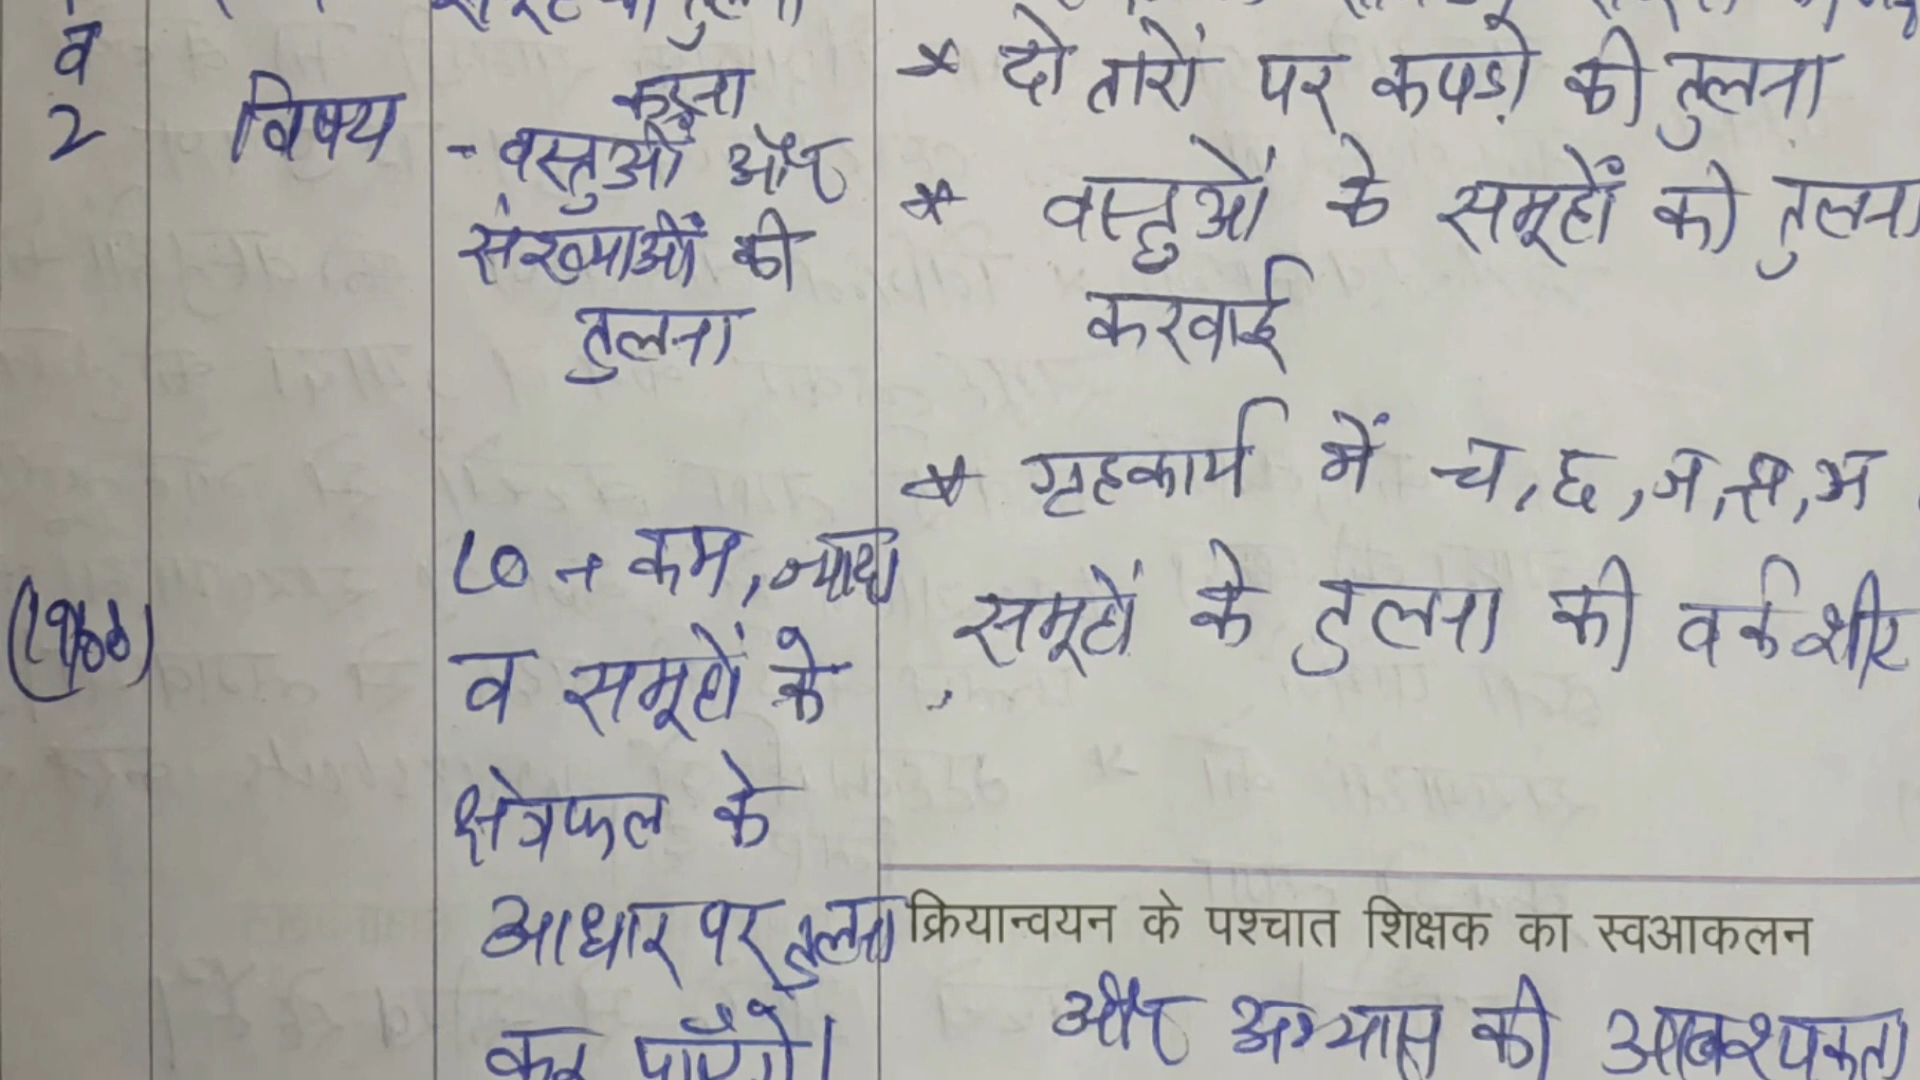 व
2
विषय
करना
- वस्तुओं और
संख्याओं की
तुलना
LO → कम, ज्यादा
व समूहों के
क्षेत्रफल के
आधार पर तुलना
कर पाएँगे।
* दो तारों पर कपडो़ की तुलना
* वास्तुओं के समूहों की तुलना
करवाई
* गृहकार्य में च, छ, ज, झ, ञ
समूहों के तुलना की वर्कशीट
क्रियान्वयन के पश्चात शिक्षक का स्वआकलन
और अभ्यास की आवश्यकता